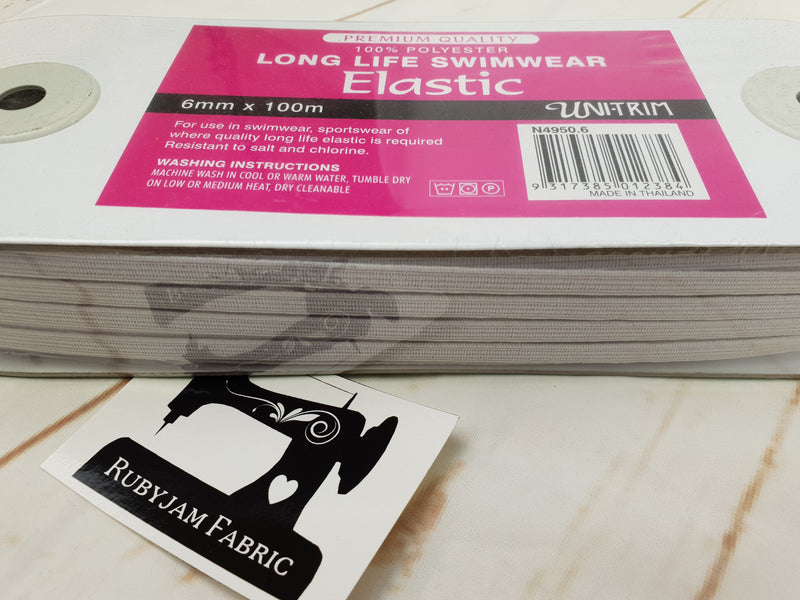 PREMIUM QUALITY
100% POLYESTER
LONG LIFE SWIMWEAR
Elastic
6mm x 100m
UNI-TRIM
For use in swimwear, sportswear of
where quality long life elastic is required
Resistant to salt and chlorine.
WASHING INSTRUCTIONS
MACHINE WASH IN COOL OR WARM WATER, TUMBLE DRY
ON LOW OR MEDIUM HEAT, DRY CLEANABLE
P
N4950.6
9 317385 012384
MADE IN THAILAND
RUBYJAM FABRIC